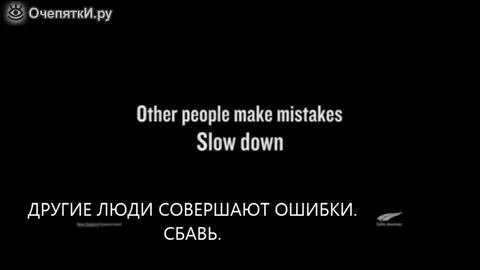 ОчепяткИ.ру
Other people make mistakes
Slow down
ДРУГИЕ ЛЮДИ СОВЕРШАЮТ ОШИБКИ.
СБАВЬ.